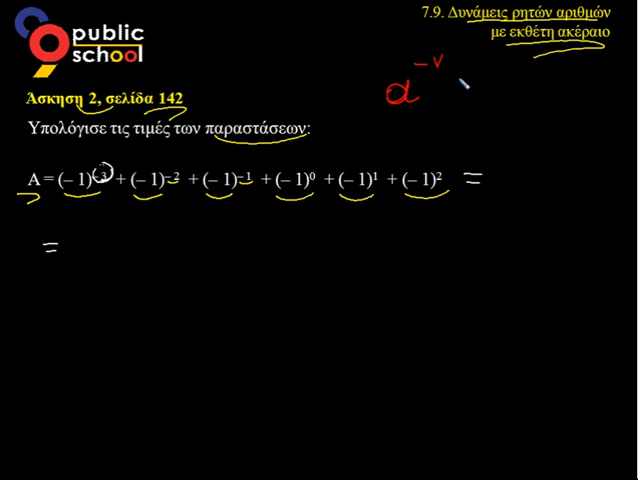 7.9. Δυνάμεις ρητών αριθμών
με εκθέτη ακέραιο
public
school
α⁻ᵛ
Άσκηση 2, σελίδα 142
Υπολόγισε τις τιμές των παραστάσεων:
Α = (– 1)⁻³ + (– 1)⁻² + (– 1)⁻¹ + (– 1)⁰ + (– 1)¹ + (– 1)² =
=